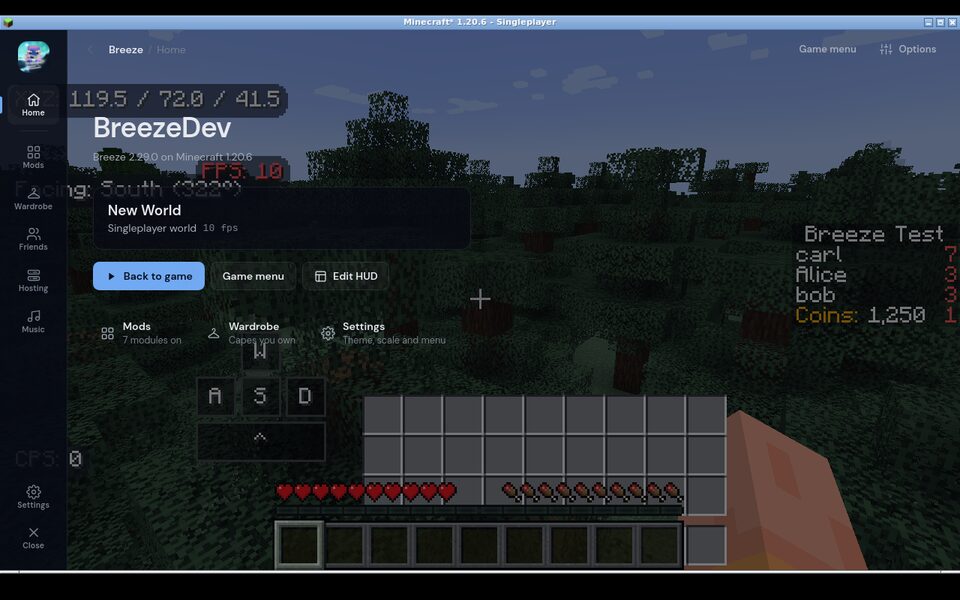 Minecraft* 1.20.6 - Singleplayer
Breeze / Home
Game menu
Options
119.5 / 72.0 / 41.5
Home
BreezeDev
Breeze 2.29.0 on Minecraft 1.20.6
FPS: 10
Mods
Facing: South (322°)
Wardrobe
New World
Singleplayer world 10 fps
Friends
Breeze Test
carl 7
Alice 3
bob 3
Coins: 1,250 1
Back to game
Game menu
Edit HUD
Hosting
Music
Mods
7 modules on
Wardrobe
Capes you own
Settings
Theme, scale and menu
W
A
S
D
^
CPS: 0
Settings
Close